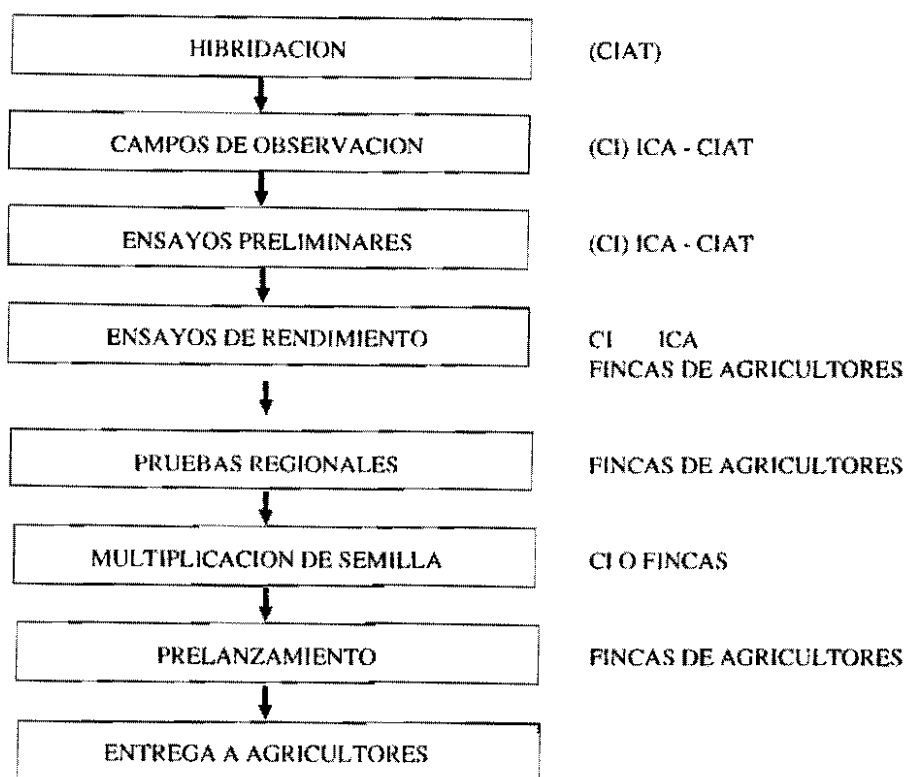 HIBRIDACION (CIAT)
CAMPOS DE OBSERVACION (CI) ICA - CIAT
ENSAYOS PRELIMINARES (CI) ICA - CIAT
ENSAYOS DE RENDIMIENTO CI ICA
FINCAS DE AGRICULTORES
PRUEBAS REGIONALES FINCAS DE AGRICULTORES
MULTIPLICACION DE SEMILLA CI O FINCAS
PRELANZAMIENTO FINCAS DE AGRICULTORES
ENTREGA A AGRICULTORES